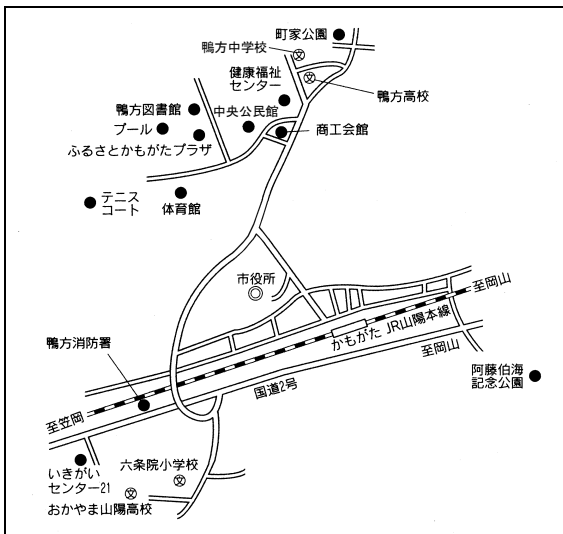 町家公園
鴨方中学校
健康福祉
センター
鴨方高校
鴨方図書館
中央公民館
プール
商工会館
ふるさとかもがたプラザ
テニス
コート
体育館
市役所
至岡山
かもがた JR山陽本線
鴨方消防署
至岡山
国道2号
阿藤伯海
記念公園
至笠岡
いきがい
センター21
六条院小学校
おかやま山陽高校
文
文
文
文